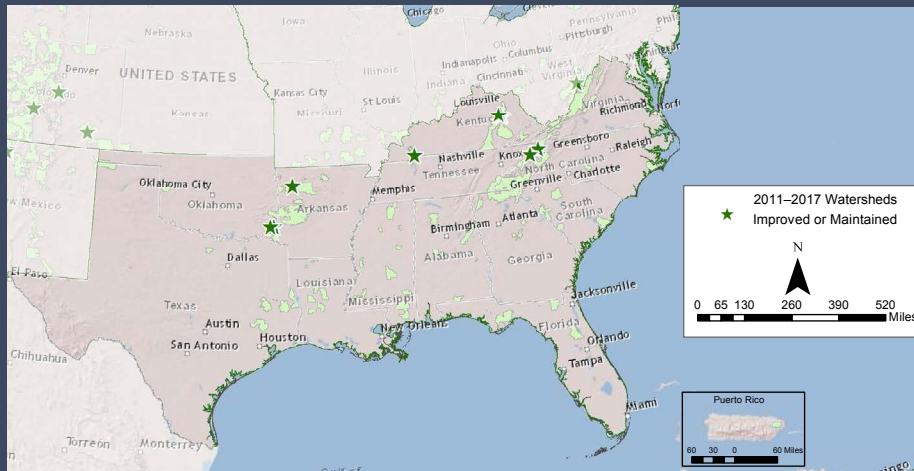 Chicago
Iowa
Nebraska
Pennsylvania
Pittsburgh
Ohio
Columbus
Indianapolis
Illinois
Denver
UNITED STATES
Indiana
Cincinnati
West
Virginia
Kansas City
Missouri
St Louis
Louisville
Kansas
Virginia
Richmond
Nashville
Greensboro
Raleigh
Tennessee
North Carolina
Charlotte
Oklahoma City
Memphis
Greenville
Oklahoma
Arkansas
South
Carolina
Birmingham
Atlanta
Dallas
Alabama
Georgia
El Paso
Louisiana
Mississippi
Texas
Jacksonville
Austin
New Orleans
Florida
Houston
San Antonio
Orlando
Chihuahua
Tampa
Miami
Torreón
Monterrey
2011–2017 Watersheds
Improved or Maintained
N
0 65 130 260 390 520
Miles
Puerto Rico
60 30 0 60 Miles